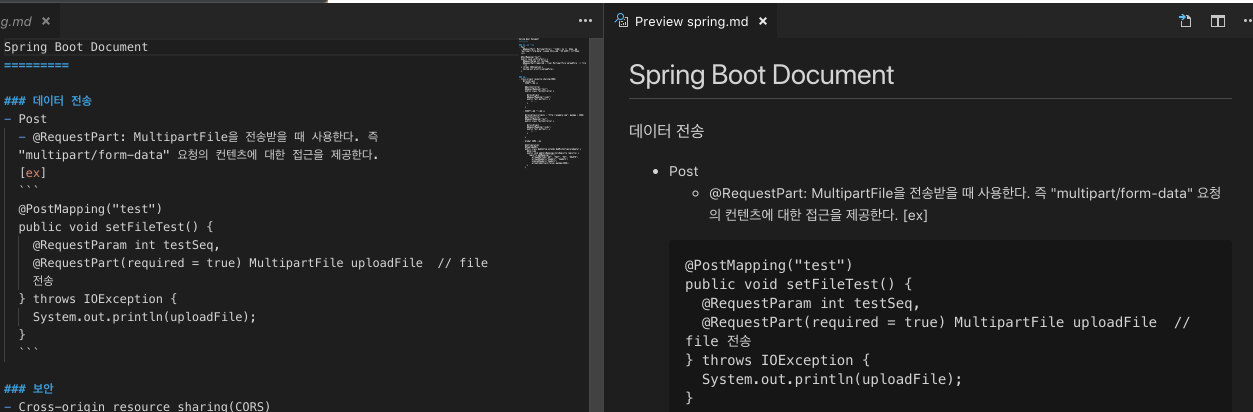 g.md ×
Spring Boot Document
=========
### 데이터 전송
- Post
- @RequestPart: MultipartFile을 전송받을 때 사용한다. 즉
"multipart/form-data" 요청의 컨텐츠에 대한 접근을 제공한다.
[ex]
```
@PostMapping("test")
public void setFileTest() {
@RequestParam int testSeq,
@RequestPart(required = true) MultipartFile uploadFile  // file
전송
} throws IOException {
System.out.println(uploadFile);
}
```
### 보안
- Cross-origin resource sharing(CORS)
Preview spring.md ×
Spring Boot Document
데이터 전송
• Post
◦ @RequestPart: MultipartFile을 전송받을 때 사용한다. 즉 "multipart/form-data" 요청
의 컨텐츠에 대한 접근을 제공한다. [ex]
@PostMapping("test")
public void setFileTest() {
@RequestParam int testSeq,
@RequestPart(required = true) MultipartFile uploadFile  //
file 전송
} throws IOException {
System.out.println(uploadFile);
}